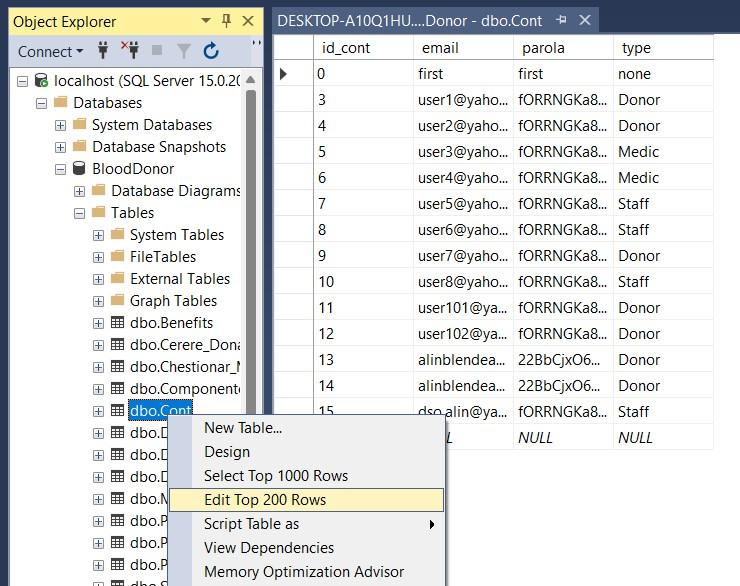 Object Explorer
Connect
localhost (SQL Server 15.0.20
Databases
System Databases
Database Snapshots
BloodDonor
Database Diagrams
Tables
System Tables
FileTables
External Tables
Graph Tables
dbo.Benefits
dbo.Cerere_Dona
dbo.Chestionar_M
dbo.Componente
dbo.Cont
dbo.D
dbo.D
dbo.D
dbo.M
dbo.P
dbo.P
dbo.P
dbo.S
New Table...
Design
Select Top 1000 Rows
Edit Top 200 Rows
Script Table as
View Dependencies
Memory Optimization Advisor
DESKTOP-A10Q1HU....Donor - dbo.Cont
id_cont email parola type
0 first first none
3 user1@yaho... fORRNGKa8... Donor
4 user2@yaho... fORRNGKa8... Donor
5 user3@yaho... fORRNGKa8... Medic
6 user4@yaho... fORRNGKa8... Medic
7 user5@yaho... fORRNGKa8... Staff
8 user6@yaho... fORRNGKa8... Staff
9 user7@yaho... fORRNGKa8... Donor
10 user8@yaho... fORRNGKa8... Staff
11 user101@ya... fORRNGKa8... Donor
12 user102@ya... fORRNGKa8... Donor
13 alinblendea... 22BbCjxO6... Donor
14 alinblendea... 22BbCjxO6... Donor
15 dso.alin@ya... fORRNGKa8... Staff
NULL NULL